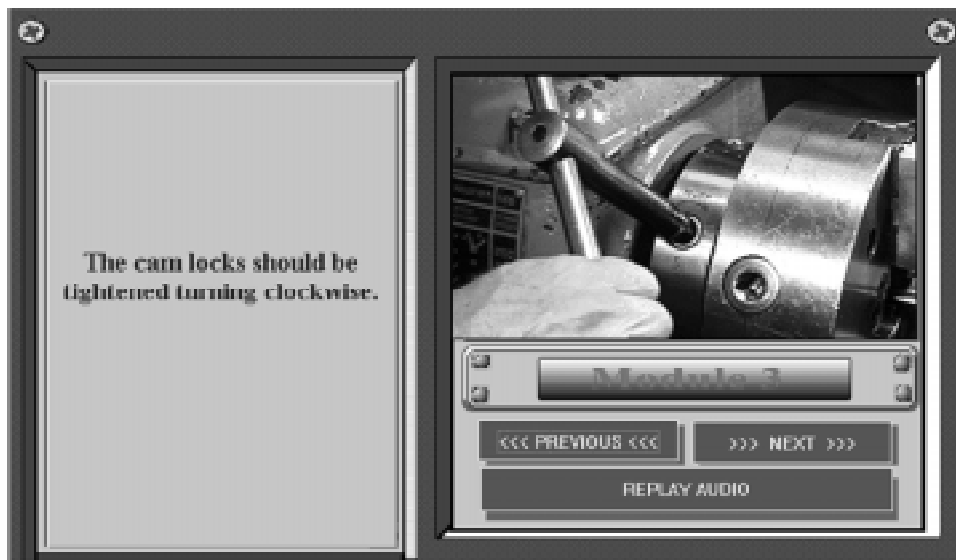 The cam locks should be
tightened turning clockwise.
Module 3
<<< PREVIOUS <<<
>>> NEXT >>>
REPLAY AUDIO